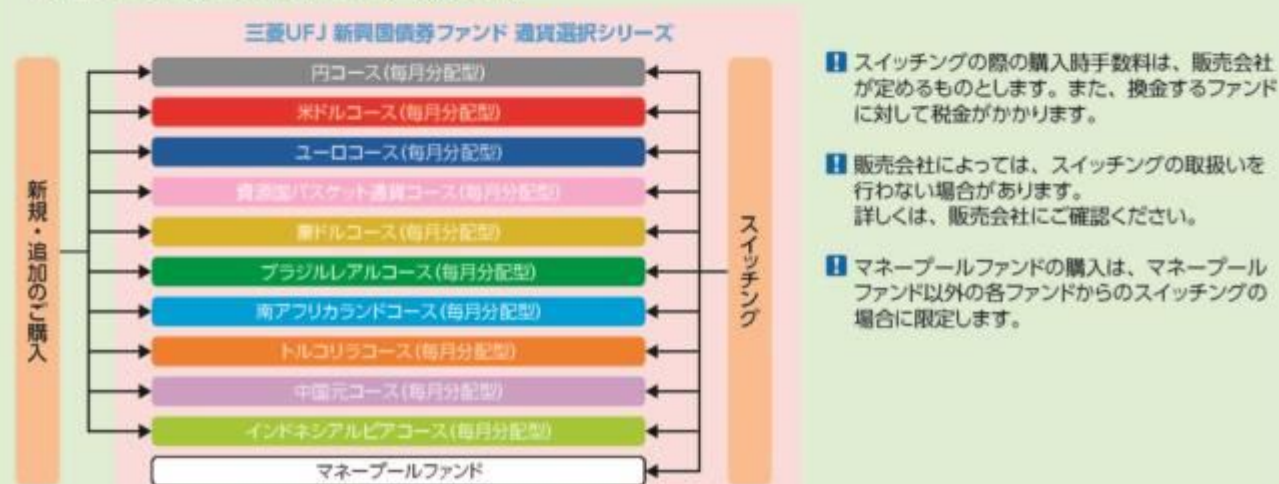 三菱UFJ 新興国債券ファンド 通貨選択シリーズ
新規・追加のご購入
円コース(毎月分配型)
米ドルコース(毎月分配型)
ユーロコース(毎月分配型)
資源国バスケット通貨コース(毎月分配型)
豪ドルコース(毎月分配型)
ブラジルレアルコース(毎月分配型)
南アフリカランドコース(毎月分配型)
トルコリラコース(毎月分配型)
中国元コース(毎月分配型)
インドネシアルピアコース(毎月分配型)
マネープールファンド
スイッチング
スイッチングの際の購入時手数料は、販売会社
が定めるものとします。また、換金するファンド
に対して税金がかかります。
販売会社によっては、スイッチングの取扱いを
行わない場合があります。
詳しくは、販売会社にご確認ください。
マネープールファンドの購入は、マネープール
ファンド以外の各ファンドからのスイッチングの
場合に限定します。